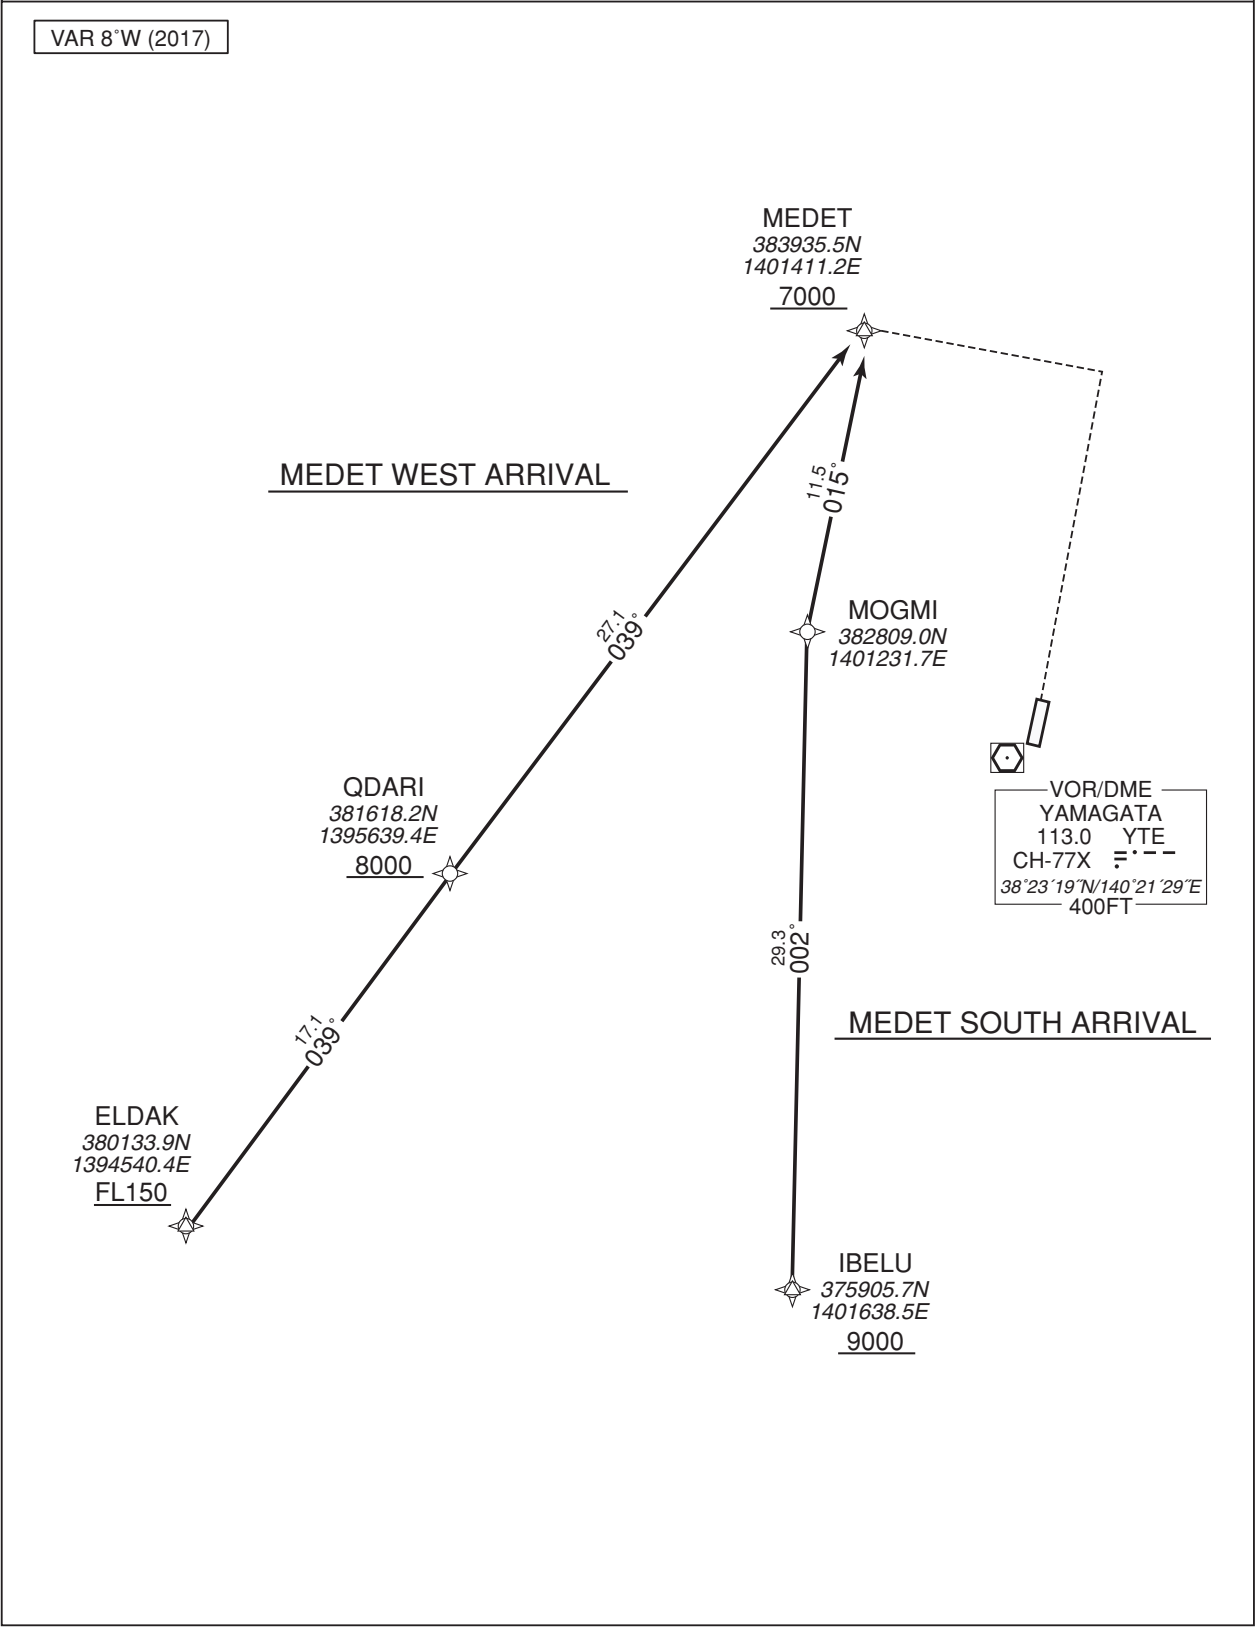 VAR 8˚W (2017)
MEDET
383935.5N
1401411.2E
7000
MEDET WEST ARRIVAL
11.5
015˚
27.1
039˚
MOGMI
382809.0N
1401231.7E
QDARI
381618.2N
1395639.4E
8000
VOR/DME
YAMAGATA
113.0 YTE
CH-77X
38˚23´19˝N/140˚21´29˝E
400FT
29.3
002˚
17.1
039˚
MEDET SOUTH ARRIVAL
ELDAK
380133.9N
1394540.4E
FL150
IBELU
375905.7N
1401638.5E
9000